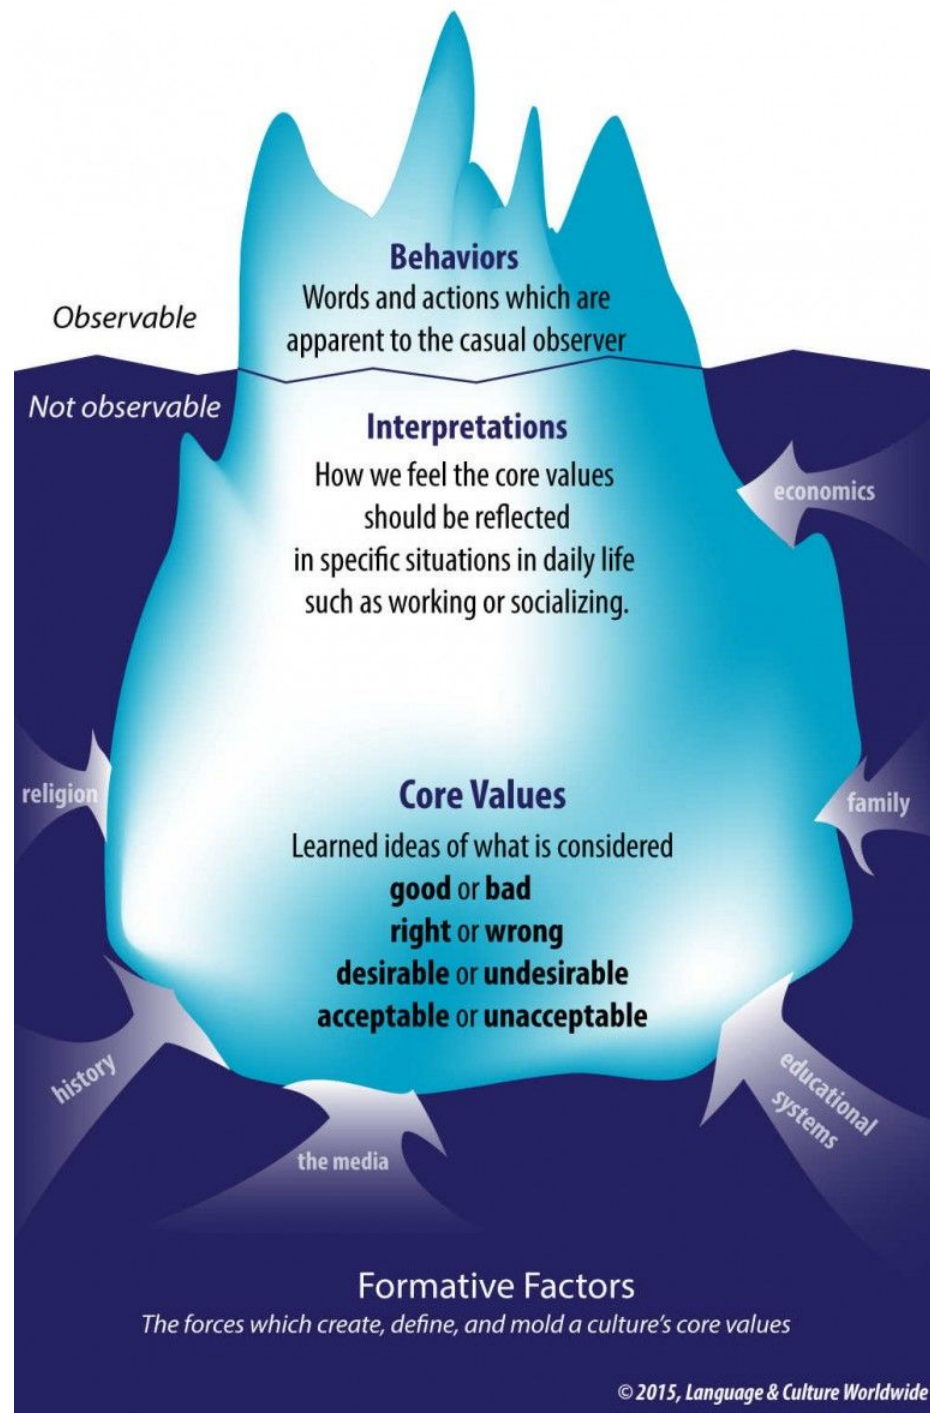 Behaviors
Words and actions which are
apparent to the casual observer
Observable
Not observable
Interpretations
How we feel the core values
should be reflected
in specific situations in daily life
such as working or socializing.
economics
religion
family
Core Values
Learned ideas of what is considered
good or bad
right or wrong
desirable or undesirable
acceptable or unacceptable
history
the media
educational
systems
Formative Factors
The forces which create, define, and mold a culture's core values
© 2015, Language & Culture Worldwide